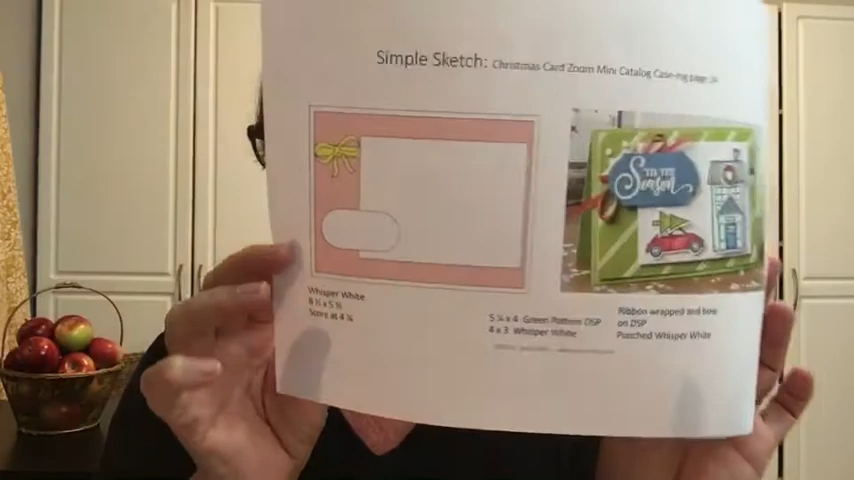 Simple Sketch: Christmas Card Zoom Mini Catalog Case-ing page
'TIS THE
Season
Whisper White
8 ½ x 5 ½
Score at 4 ¼
5 ¼ x 4 Green Pattern DSP
4 x 3 Whisper White
Ribbon wrapped and bow
on DSP
Punched Whisper White